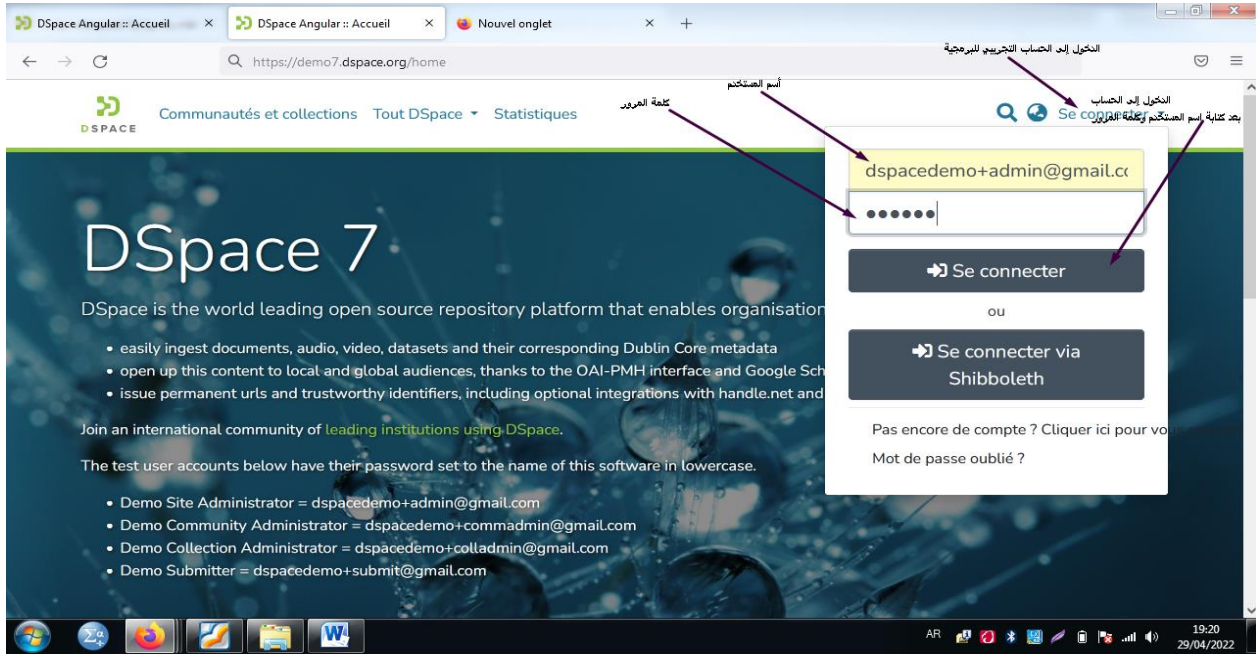 DSpace Angular :: Accueil
DSpace Angular :: Accueil
Nouvel onglet
https://demo7.dspace.org/home
الدخول إلى الحساب التجريبي للبرمجية
أسم المستخدم
كلمة المرور
الدخول إلى الحساب
بعد كتابة إسم المستخدم وكلمة المرور
DSPACE
Communautés et collections Tout DSpace Statistiques
Se connecter
dspacedemo+admin@gmail.cc
Se connecter
ou
Se connecter via
Shibboleth
Pas encore de compte ? Cliquer ici pour vous
Mot de passe oublié ?
DSpace 7
DSpace is the world leading open source repository platform that enables organisation
• easily ingest documents, audio, video, datasets and their corresponding Dublin Core metadata
• open up this content to local and global audiences, thanks to the OAI-PMH interface and Google Sch
• issue permanent urls and trustworthy identifiers, including optional integrations with handle.net and
Join an international community of leading institutions using DSpace.
The test user accounts below have their password set to the name of this software in lowercase.
• Demo Site Administrator = dspacedemo+admin@gmail.com
• Demo Community Administrator = dspacedemo+commadmin@gmail.com
• Demo Collection Administrator = dspacedemo+colladmin@gmail.com
• Demo Submitter = dspacedemo+submit@gmail.com
AR
19:20
29/04/2022